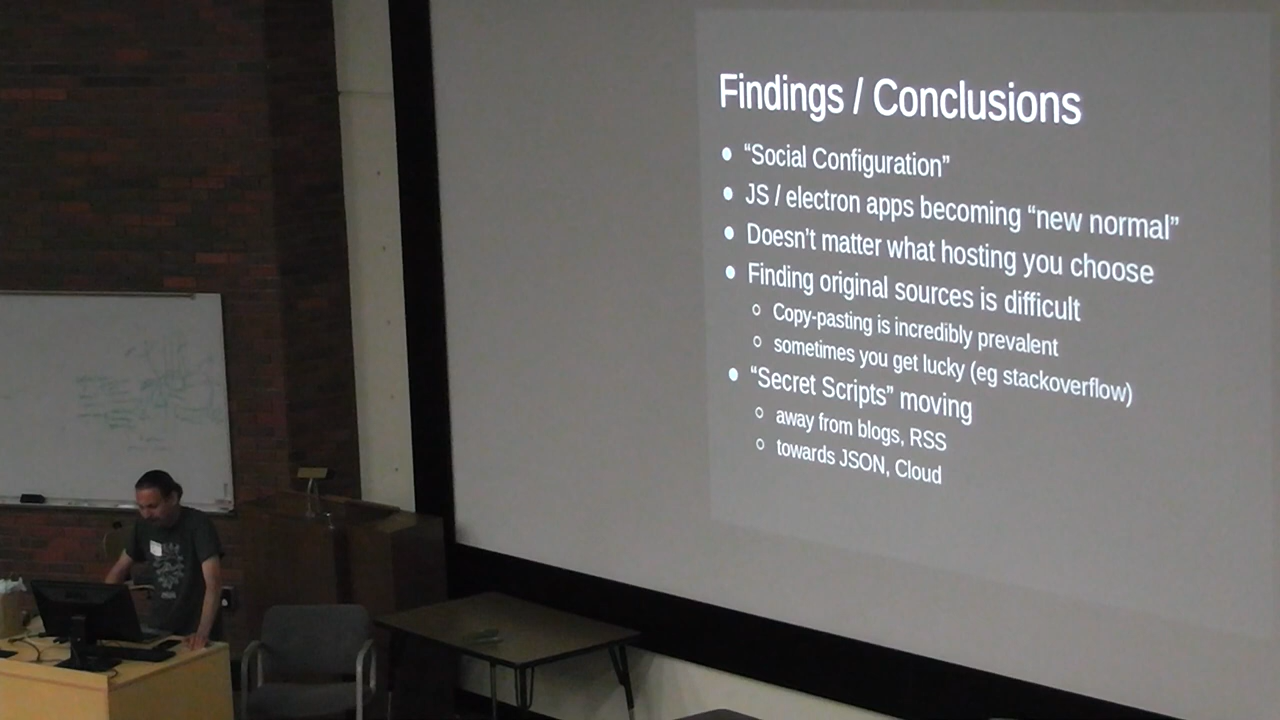 Findings / Conclusions
● “Social Configuration”
● JS / electron apps becoming “new normal”
● Doesn't matter what hosting you choose
● Finding original sources is difficult
○ Copy-pasting is incredibly prevalent
○ sometimes you get lucky (eg stackoverflow)
● “Secret Scripts” moving
○ away from blogs, RSS
○ towards JSON, Cloud